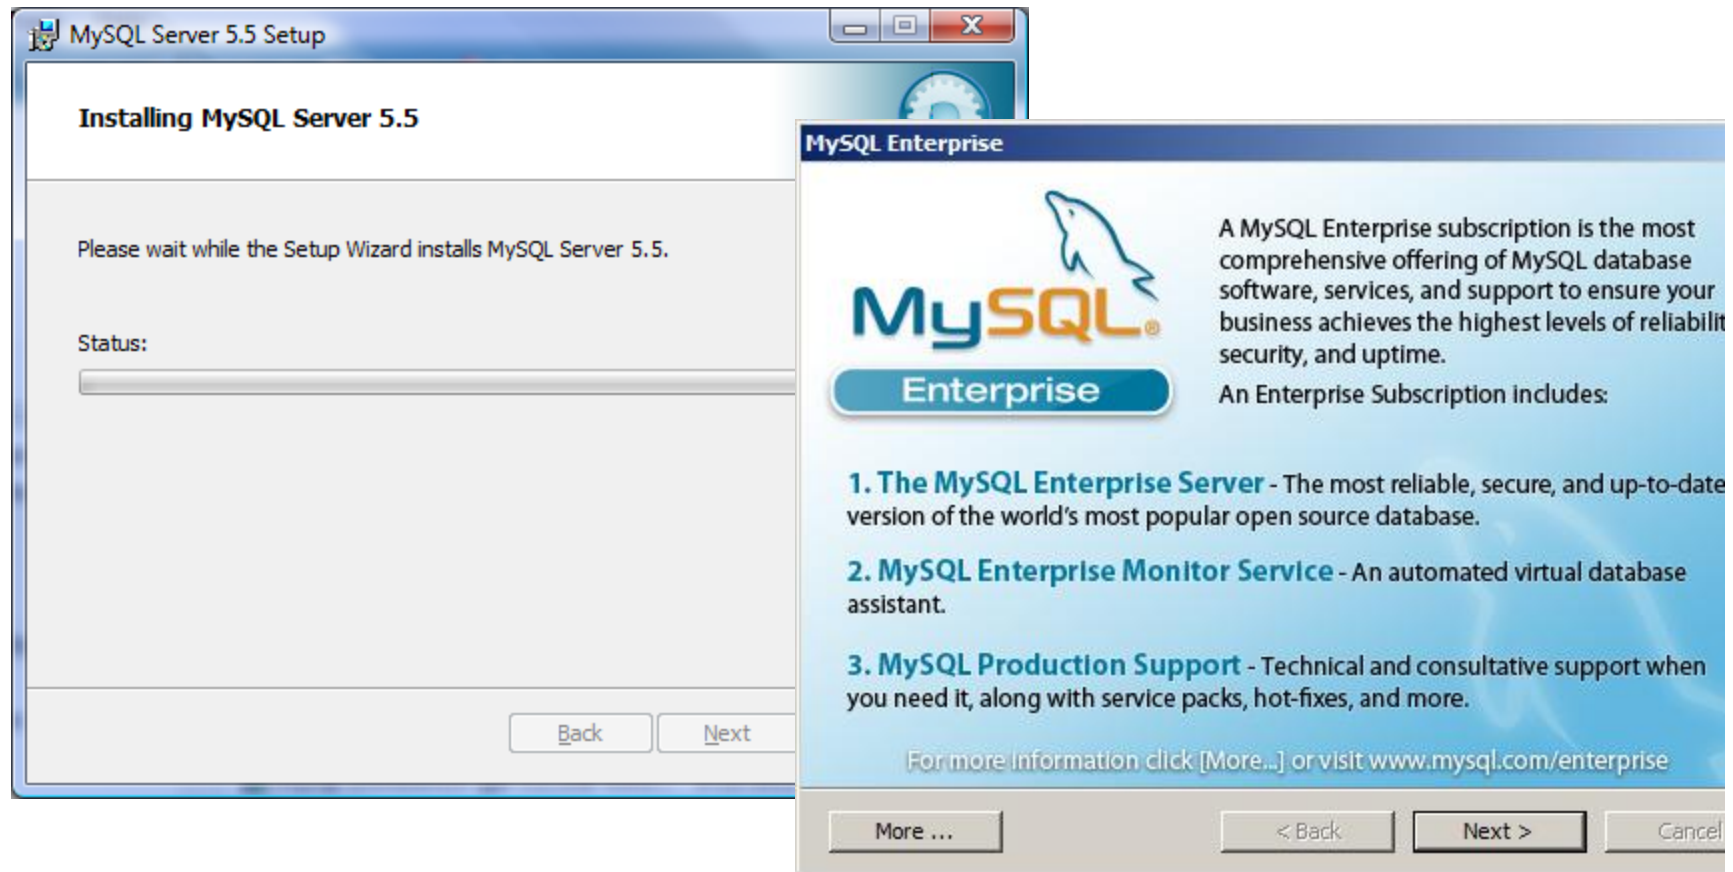 MySQL Server 5.5 Setup
Installing MySQL Server 5.5
Please wait while the Setup Wizard installs MySQL Server 5.5.
Status:
Back Next
MySQL Enterprise
MySQL®
Enterprise
A MySQL Enterprise subscription is the most
comprehensive offering of MySQL database
software, services, and support to ensure your
business achieves the highest levels of reliabilit
security, and uptime.
An Enterprise Subscription includes:
1. The MySQL Enterprise Server - The most reliable, secure, and up-to-date
version of the world's most popular open source database.
2. MySQL Enterprise Monitor Service - An automated virtual database
assistant.
3. MySQL Production Support - Technical and consultative support when
you need it, along with service packs, hot-fixes, and more.
For more information click [More...] or visit www.mysql.com/enterprise
More ... < Back Next > Cancel